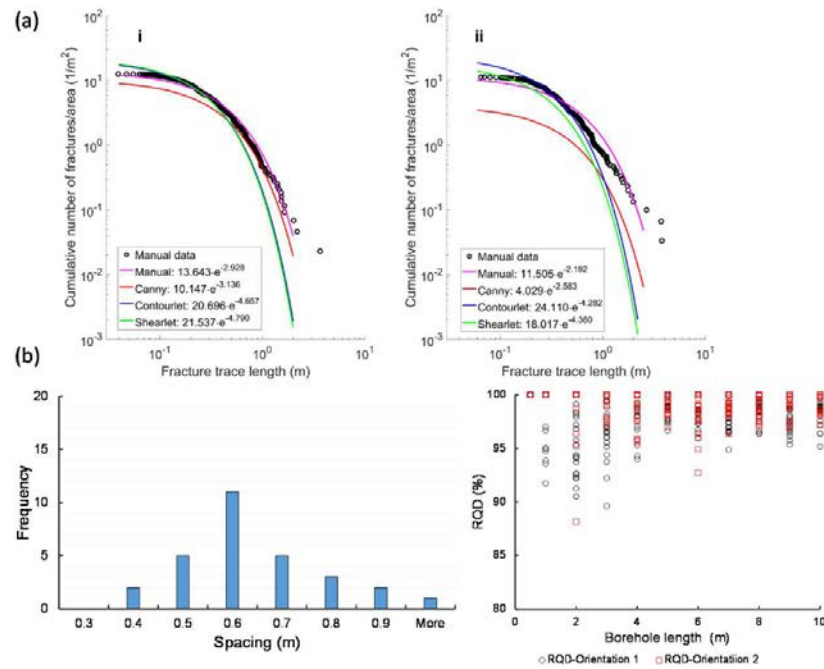 (a)
i
Cumulative number of fractures/area (1/m²)
10²
10¹
10⁰
10⁻¹
10⁻²
10⁻³
Manual data
Manual: 13.643·e⁻²·⁹²⁸
Canny: 10.147·e⁻³·¹³⁶
Contourlet: 20.696·e⁻⁴·⁶⁵⁷
Shearlet: 21.537·e⁻⁴·⁷⁹⁰
10⁻¹ 10⁰ 10¹
Fracture trace length (m)
ii
Cumulative number of fractures/area (1/m²)
10²
10¹
10⁰
10⁻¹
10⁻²
10⁻³
Manual data
Manual: 11.505·e⁻²·¹⁹²
Canny: 4.029·e⁻²·⁵⁸³
Contourlet: 24.110·e⁻⁴·²⁸²
Shearlet: 18.017·e⁻⁴·³⁶⁰
10⁻¹ 10⁰ 10¹
Fracture trace length (m)
(b)
Frequency
20
15
10
5
0
0.3 0.4 0.5 0.6 0.7 0.8 0.9 More
Spacing (m)
RQD (%)
100
95
90
85
80
0 2 4 6 8 10
Borehole length (m)
RQD-Orientation 1 RQD-Orientation 2